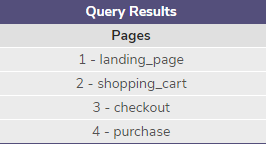 Query Results
Pages
1 - landing_page
2 - shopping_cart
3 - checkout
4 - purchase